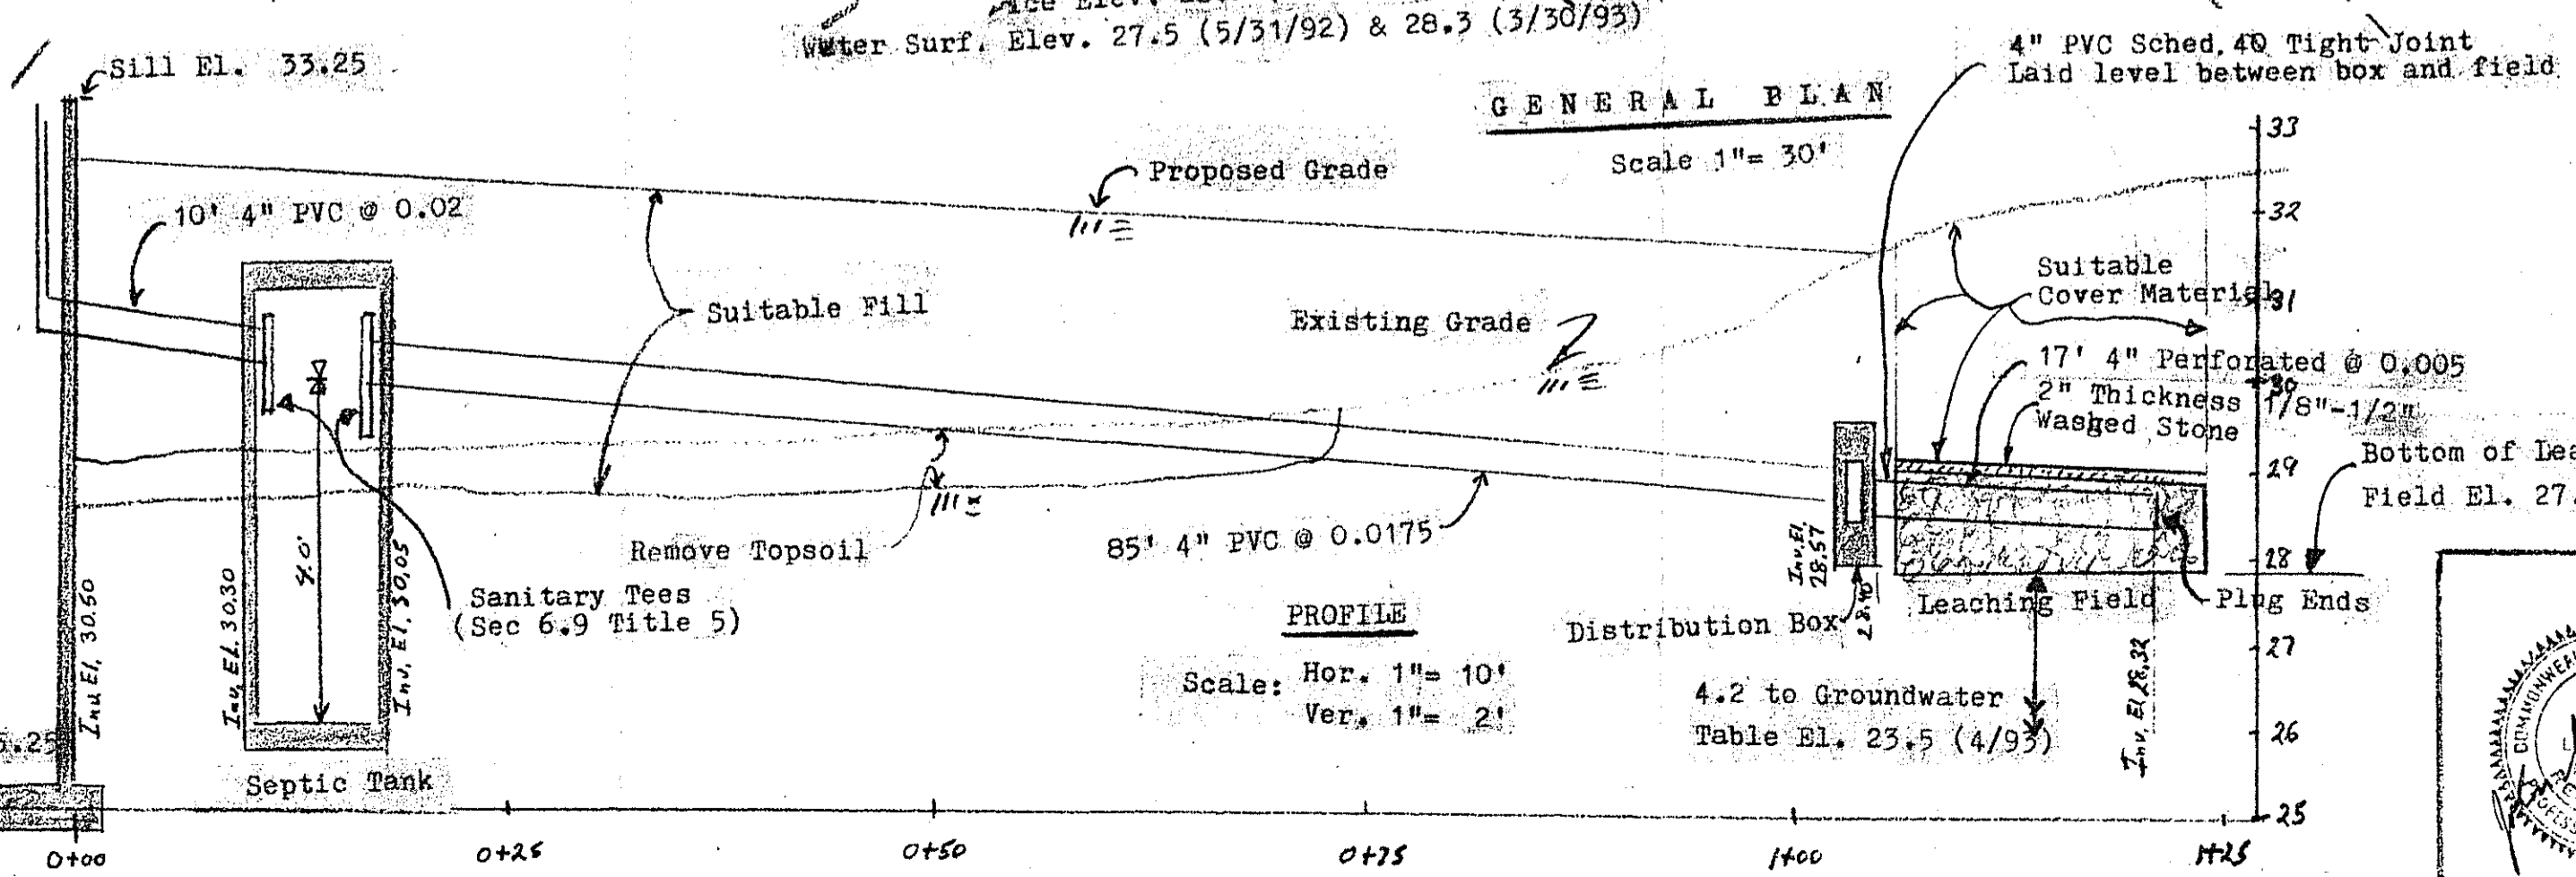 Water Surf. Elev. 27.5 (5/31/92) & 28.3 (3/30/93)
Sill El. 33.25
4" PVC Sched. 40 Tight Joint
Laid level between box and field
GENERAL PLAN
Scale 1"= 30'
33
Proposed Grade
10' 4" PVC @ 0.02
32
Suitable Fill
Existing Grade
Suitable
Cover Material
31
17' 4" Perforated @ 0.005
30
2" Thickness 1/8"-1/2"
Washed Stone
29
Bottom of Lea
Field El. 27.
Remove Topsoil
85' 4" PVC @ 0.0175
28
4.0'
Sanitary Tees
(Sec 6.9 Title 5)
Inv. El. 30.50
Inv. El. 30.30
Inv. El. 30.05
Inv. El.
28.57
28.40
Leaching Field
Plug Ends
Distribution Box
PROFILE
27
Scale: Hor. 1"= 10'
Ver. 1"= 2'
4.2 to Groundwater
Table El. 23.5 (4/93)
Inv. El. 28.32
26
Septic Tank
25
0+00
0+25
0+50
0+75
1+00
1+25